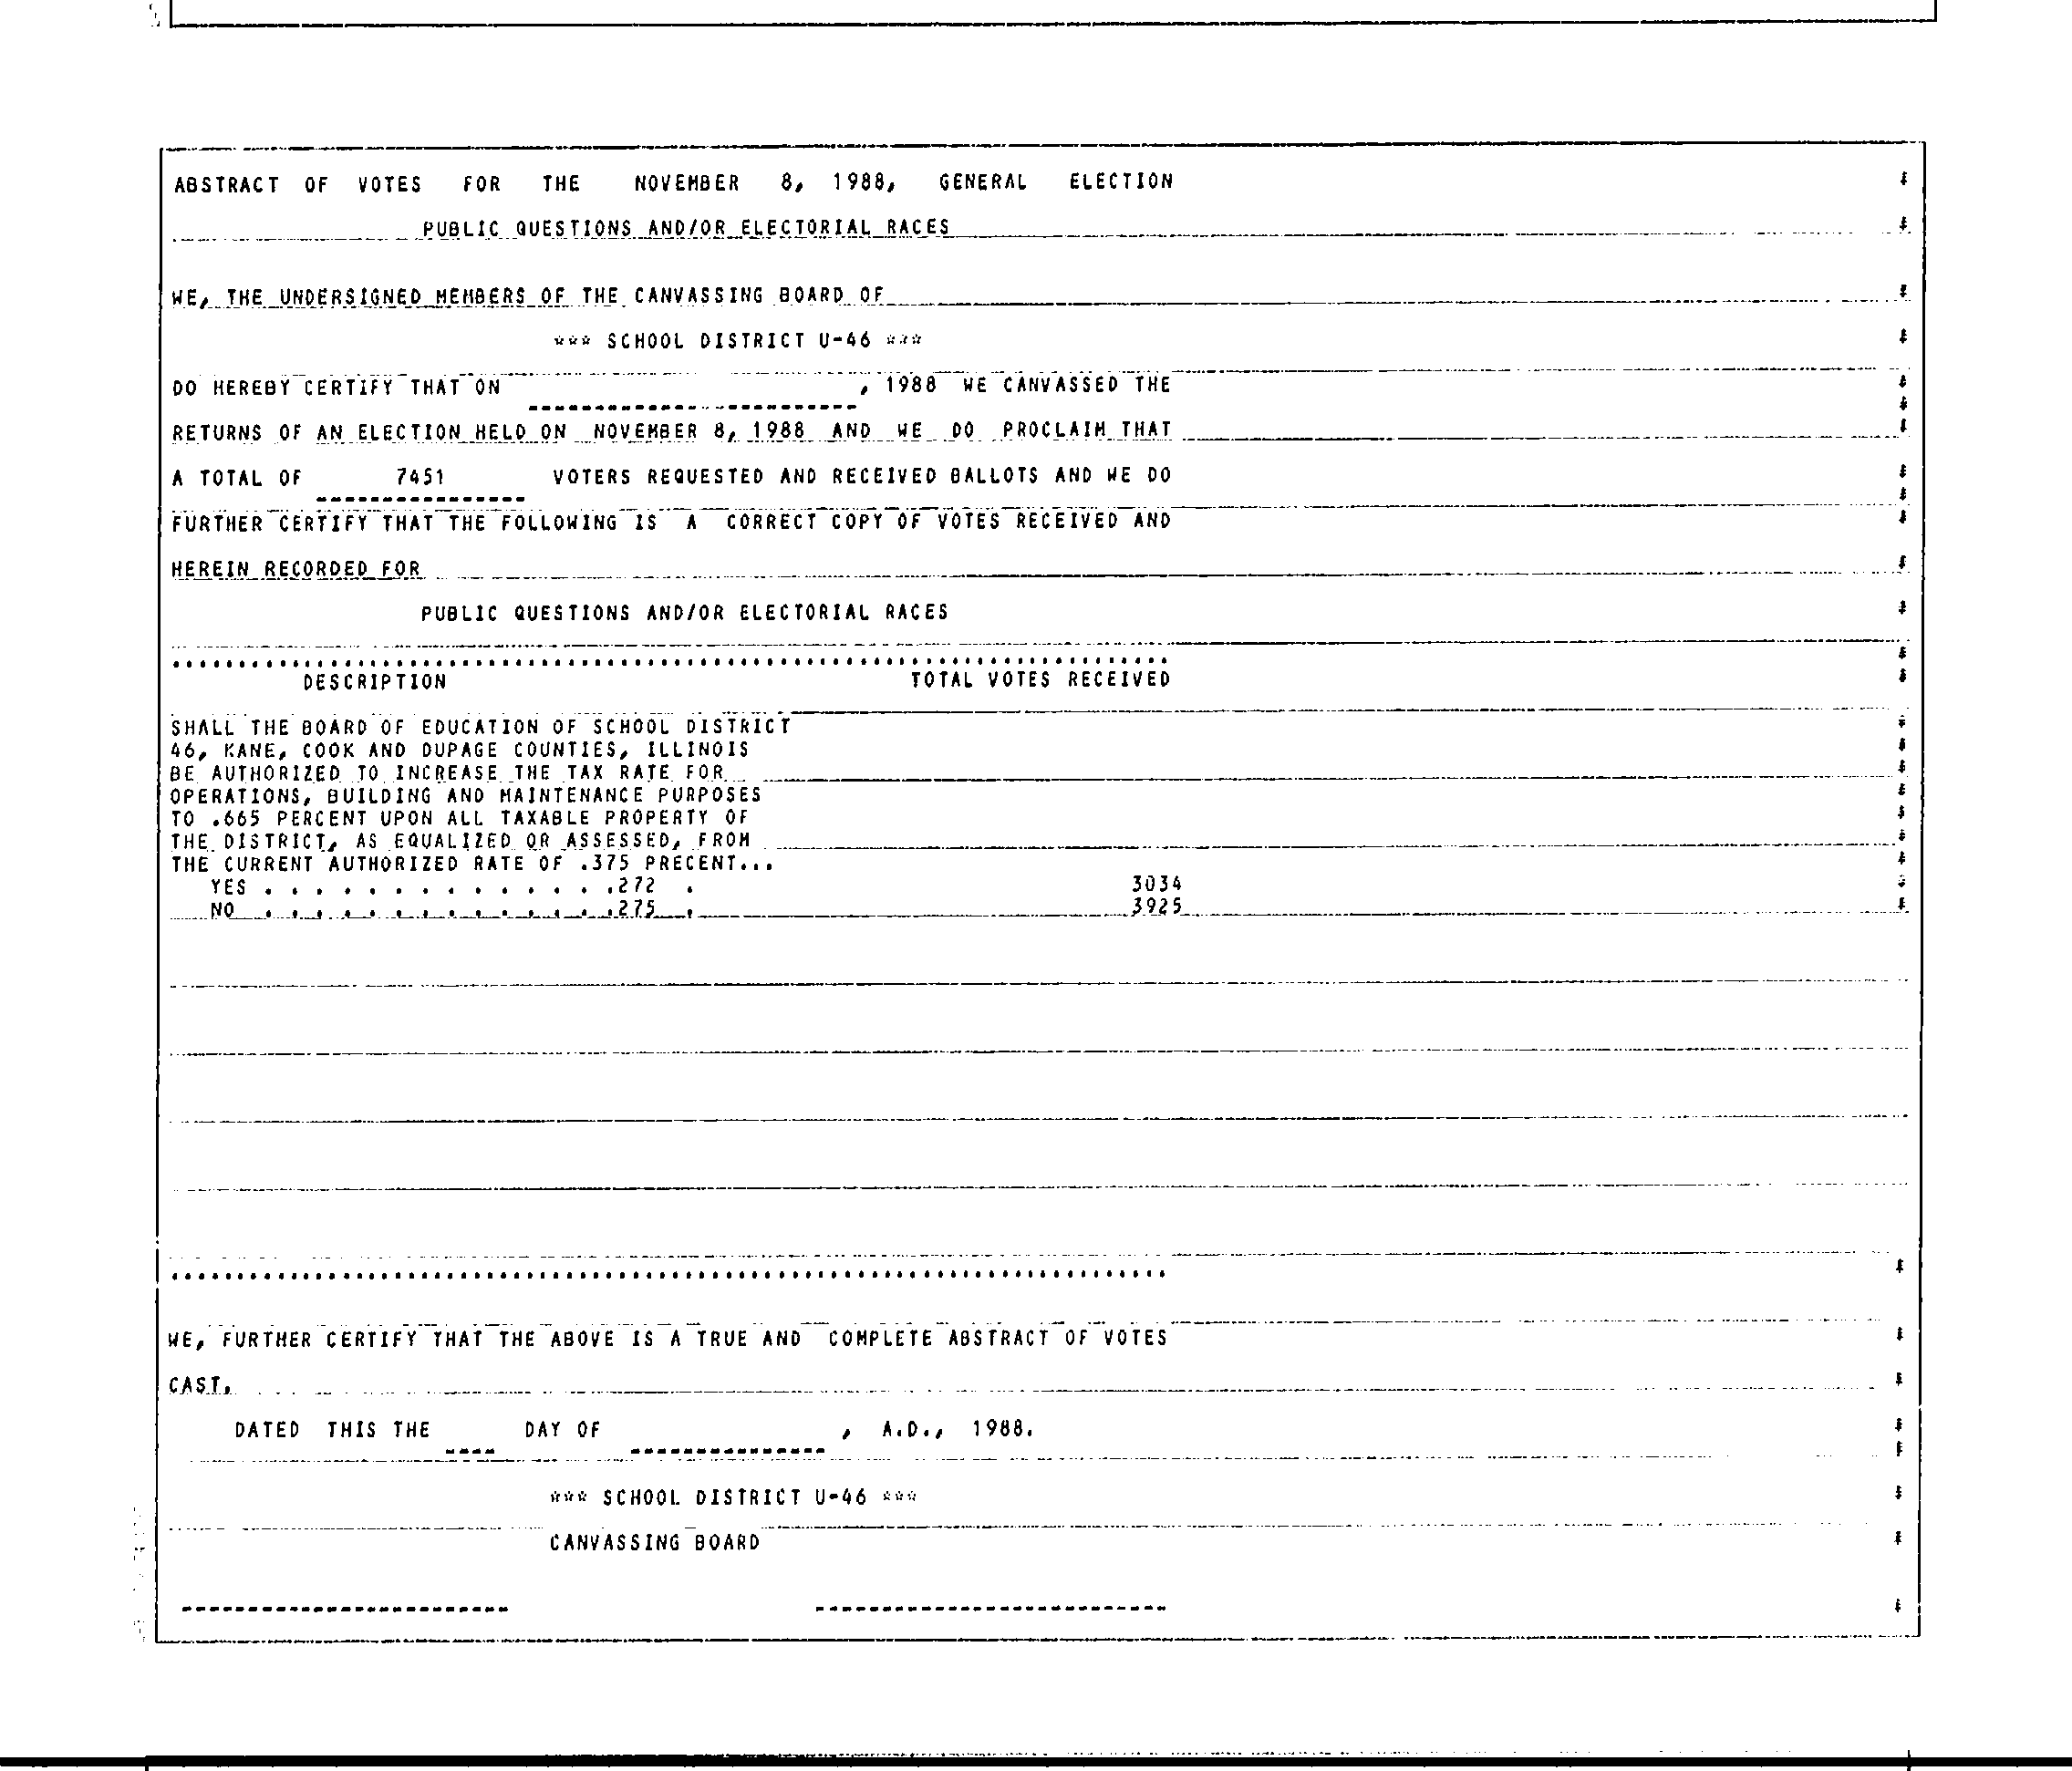 ABSTRACT OF VOTES FOR THE NOVEMBER 8, 1988, GENERAL ELECTION
PUBLIC QUESTIONS AND/OR ELECTORIAL RACES
WE, THE UNDERSIGNED MEMBERS OF THE CANVASSING BOARD OF
*** SCHOOL DISTRICT U-46 ***
DO HEREBY CERTIFY THAT ON , 1988 WE CANVASSED THE
RETURNS OF AN ELECTION HELD ON NOVEMBER 8, 1988 AND WE DO PROCLAIM THAT
A TOTAL OF 7451 VOTERS REQUESTED AND RECEIVED BALLOTS AND WE DO
FURTHER CERTIFY THAT THE FOLLOWING IS A CORRECT COPY OF VOTES RECEIVED AND
HEREIN RECORDED FOR
PUBLIC QUESTIONS AND/OR ELECTORIAL RACES
DESCRIPTION TOTAL VOTES RECEIVED
SHALL THE BOARD OF EDUCATION OF SCHOOL DISTRICT
46, KANE, COOK AND DUPAGE COUNTIES, ILLINOIS
BE AUTHORIZED TO INCREASE THE TAX RATE FOR
OPERATIONS, BUILDING AND MAINTENANCE PURPOSES
TO .665 PERCENT UPON ALL TAXABLE PROPERTY OF
THE DISTRICT, AS EQUALIZED OR ASSESSED, FROM
THE CURRENT AUTHORIZED RATE OF .375 PRECENT...
YES . . . . . . . . . . . . . .272 . 3034
NO . . . . . . . . . . . . . .275 . 3925
WE, FURTHER CERTIFY THAT THE ABOVE IS A TRUE AND COMPLETE ABSTRACT OF VOTES
CAST.
DATED THIS THE DAY OF , A.D., 1988.
*** SCHOOL DISTRICT U-46 ***
CANVASSING BOARD